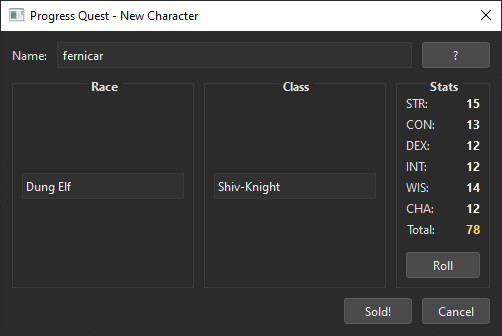 Progress Quest - New Character
Name: fernicar ?
Race
Dung Elf
Class
Shiv-Knight
Stats
STR: 15
CON: 13
DEX: 12
INT: 12
WIS: 14
CHA: 12
Total: 78
Roll
Sold! Cancel